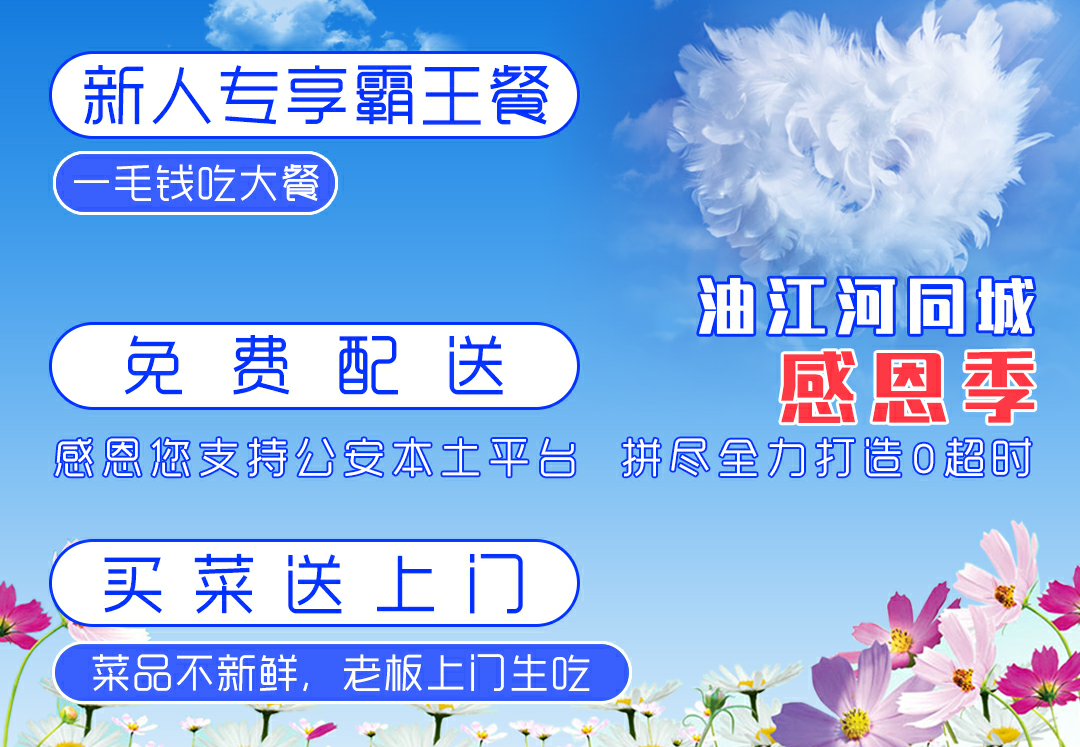 新人专享霸王餐
一毛钱吃大餐
油江河同城
感恩季
免费配送
感恩您支持公安本土平台 拼尽全力打造0超时
买菜送上门
菜品不新鲜，老板上门生吃